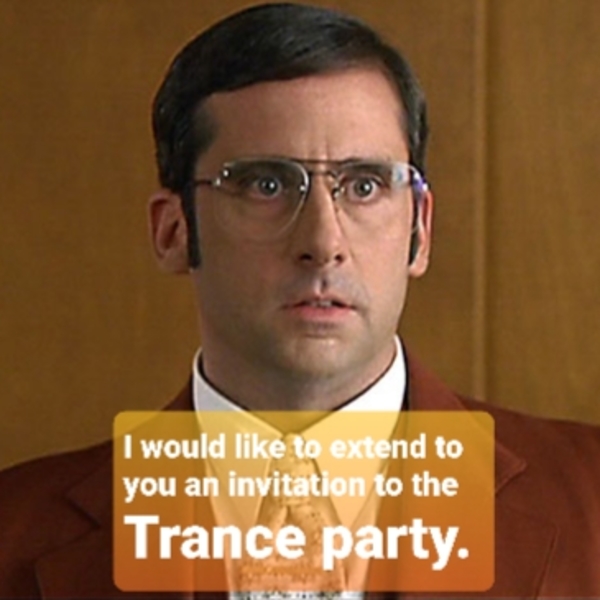 I would like to extend to
you an invitation to the
Trance party.